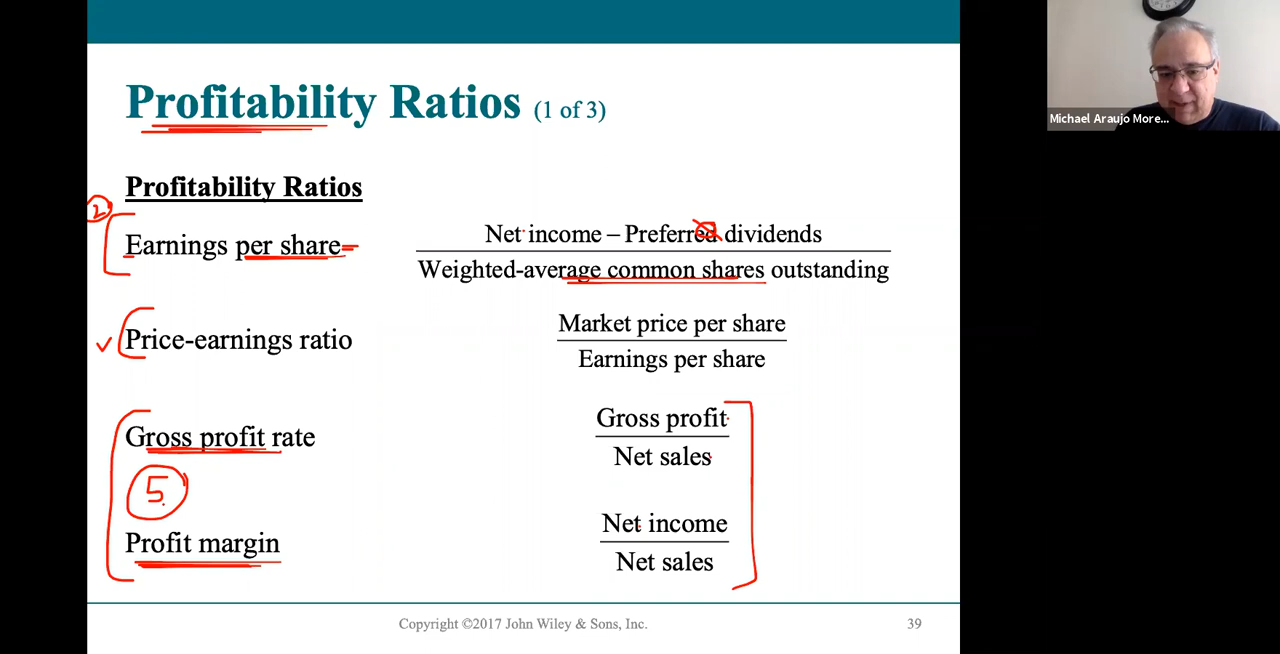 Profitability Ratios (1 of 3)
Michael Araujo More...
Profitability Ratios
2
Earnings per share
Net income – Preferred dividends
Weighted-average common shares outstanding
Price-earnings ratio
Market price per share
Earnings per share
Gross profit rate
Gross profit
Net sales
5
Profit margin
Net income
Net sales
Copyright ©2017 John Wiley & Sons, Inc.
39